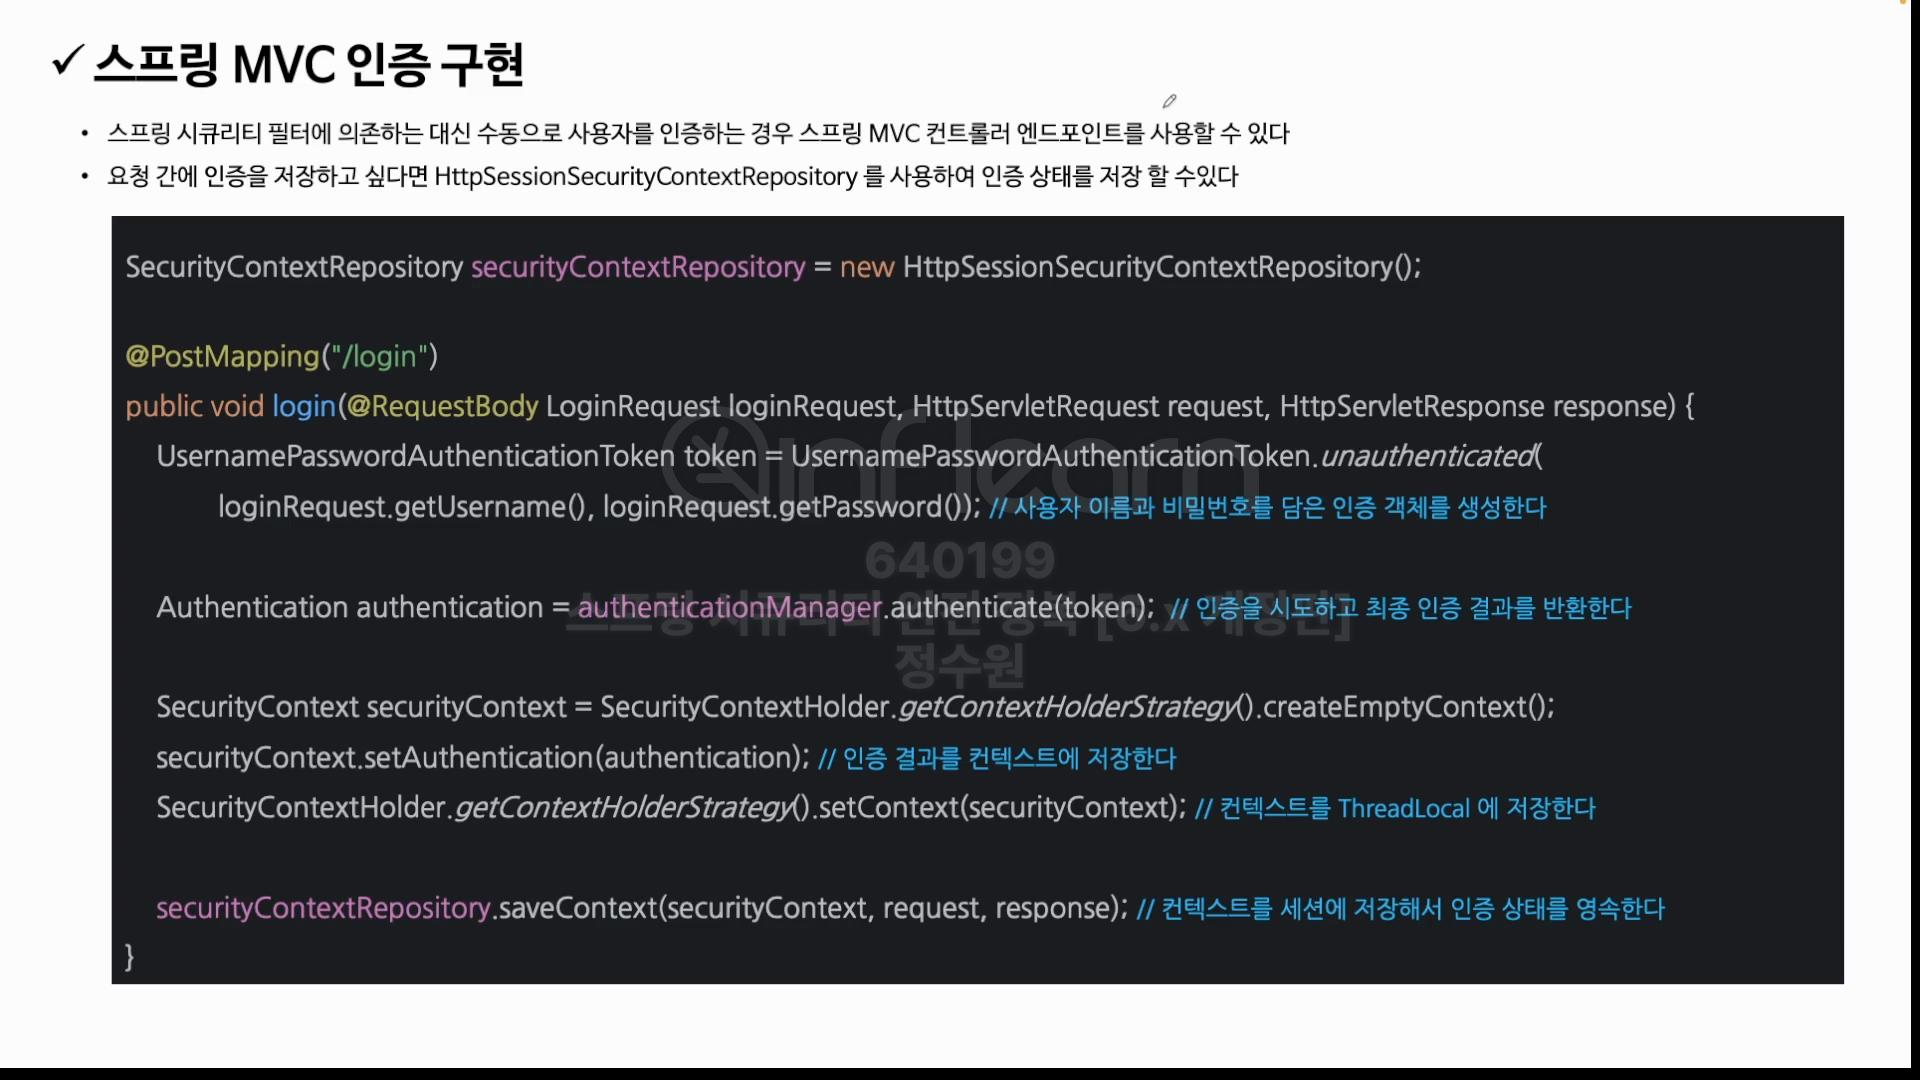 ✓ 스프링 MVC 인증 구현
• 스프링 시큐리티 필터에 의존하는 대신 수동으로 사용자를 인증하는 경우 스프링 MVC 컨트롤러 엔드포인트를 사용할 수 있다
• 요청 간에 인증을 저장하고 싶다면 HttpSessionSecurityContextRepository 를 사용하여 인증 상태를 저장 할 수있다
SecurityContextRepository securityContextRepository = new HttpSessionSecurityContextRepository();
@PostMapping("/login")
public void login(@RequestBody LoginRequest loginRequest, HttpServletRequest request, HttpServletResponse response) {
UsernamePasswordAuthenticationToken token = UsernamePasswordAuthenticationToken.unauthenticated(
loginRequest.getUsername(), loginRequest.getPassword()); // 사용자 이름과 비밀번호를 담은 인증 객체를 생성한다
Authentication authentication = authenticationManager.authenticate(token); // 인증을 시도하고 최종 인증 결과를 반환한다
SecurityContext securityContext = SecurityContextHolder.getContextHolderStrategy().createEmptyContext();
securityContext.setAuthentication(authentication); // 인증 결과를 컨텍스트에 저장한다
SecurityContextHolder.getContextHolderStrategy().setContext(securityContext); // 컨텍스트를 ThreadLocal 에 저장한다
securityContextRepository.saveContext(securityContext, request, response); // 컨텍스트를 세션에 저장해서 인증 상태를 영속한다
}
inflearn
640199
스프링 시큐리티 완전 정복 [6.x 개정판]
정수원